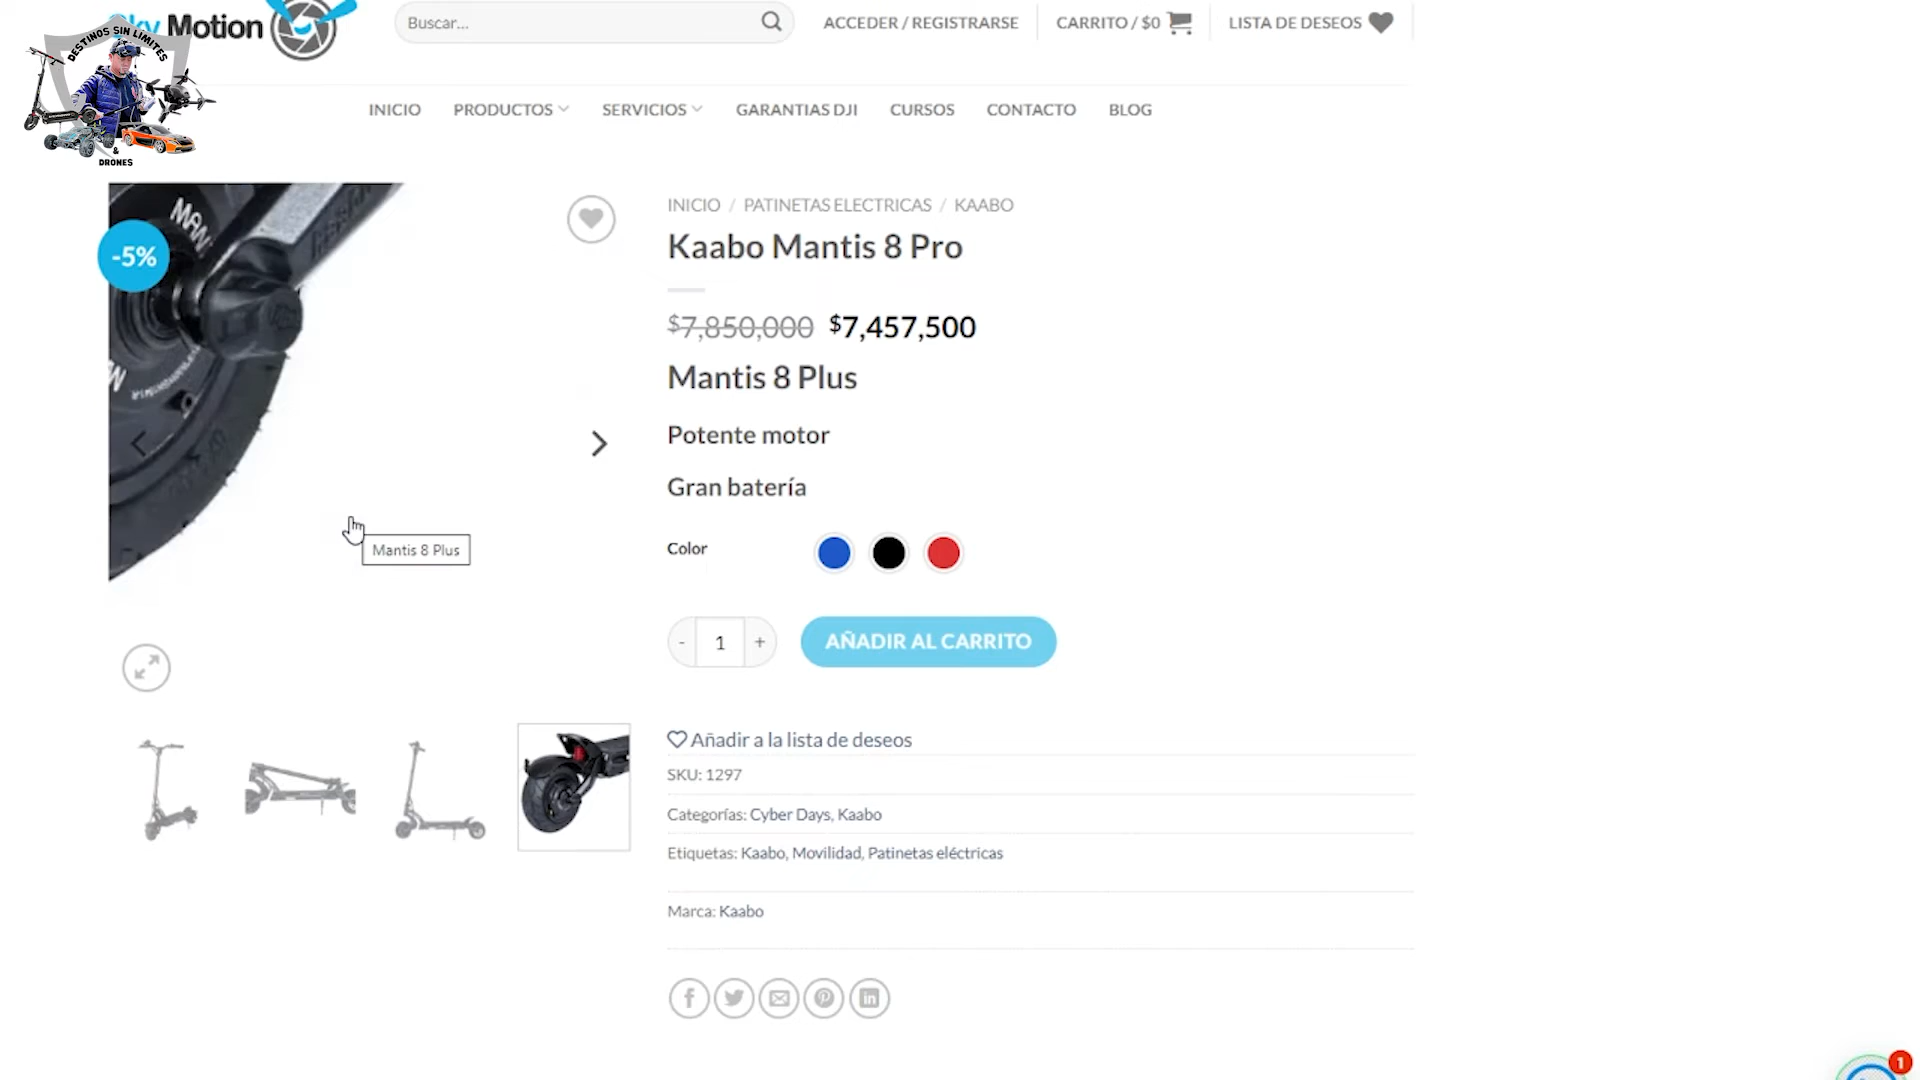 Sky Motion
Buscar...
ACCEDER / REGISTRARSE
CARRITO / $0
LISTA DE DESEOS
DESTINOS SIN LÍMITES
&
DRONES
INICIO
PRODUCTOS
SERVICIOS
GARANTIAS DJI
CURSOS
CONTACTO
BLOG
-5%
MAN
INICIO / PATINETAS ELECTRICAS / KAABO
Kaabo Mantis 8 Pro
$7,850,000 $7,457,500
Mantis 8 Plus
Potente motor
Gran batería
Mantis 8 Plus
Color
- 1 +
AÑADIR AL CARRITO
Añadir a la lista de deseos
SKU: 1297
Categorías: Cyber Days, Kaabo
Etiquetas: Kaabo, Movilidad, Patinetas eléctricas
Marca: Kaabo
1